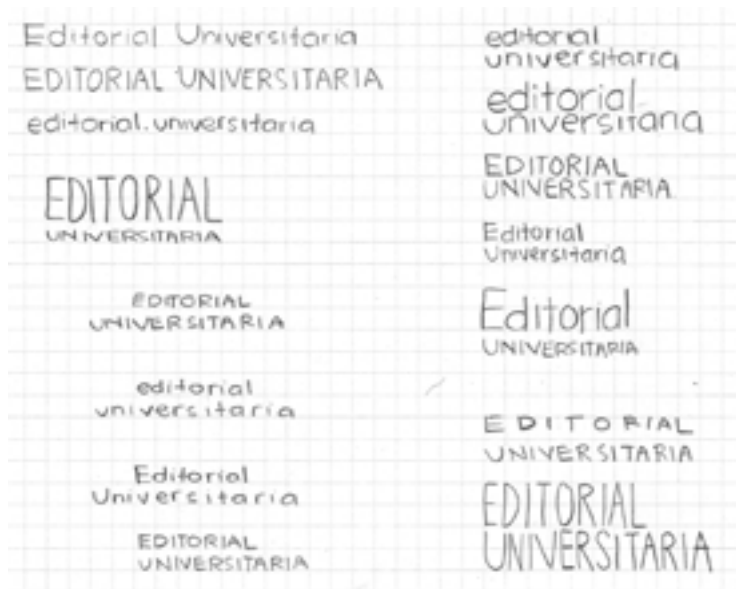 Editorial Universitaria
EDITORIAL UNIVERSITARIA
editorial.universitaria
EDITORIAL
UNIVERSITARIA
EDITORIAL
UNIVERSITARIA
editorial
universitaria
Editorial
Universitaria
EDITORIAL
UNIVERSITARIA
editorial
universitaria
editorial
universitaria
EDITORIAL
UNIVERSITARIA
Editorial
Universitaria
Editorial
UNIVERSITARIA
EDITORIAL
UNIVERSITARIA
EDITORIAL
UNIVERSITARIA